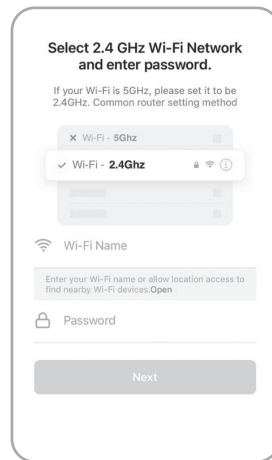 Select 2.4 GHz Wi-Fi Network
and enter password.
If your Wi-Fi is 5GHz, please set it to be
2.4GHz. Common router setting method
× Wi-Fi - 5Ghz
✓ Wi-Fi - 2.4Ghz
Wi-Fi Name
Enter your Wi-Fi name or allow location access to
find nearby Wi-Fi devices.Open
Password
Next